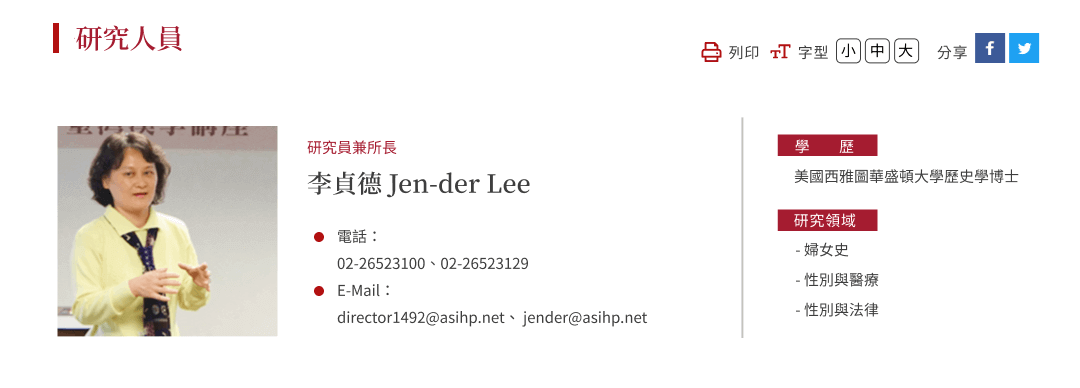 研究人員
列印 字型 小 中 大 分享
研究員兼所長
李貞德 Jen-der Lee
電話：
02-26523100、02-26523129
E-Mail：
director1492@asihp.net、 jender@asihp.net
學 歷
美國西雅圖華盛頓大學歷史學博士
研究領域
- 婦女史
- 性別與醫療
- 性別與法律